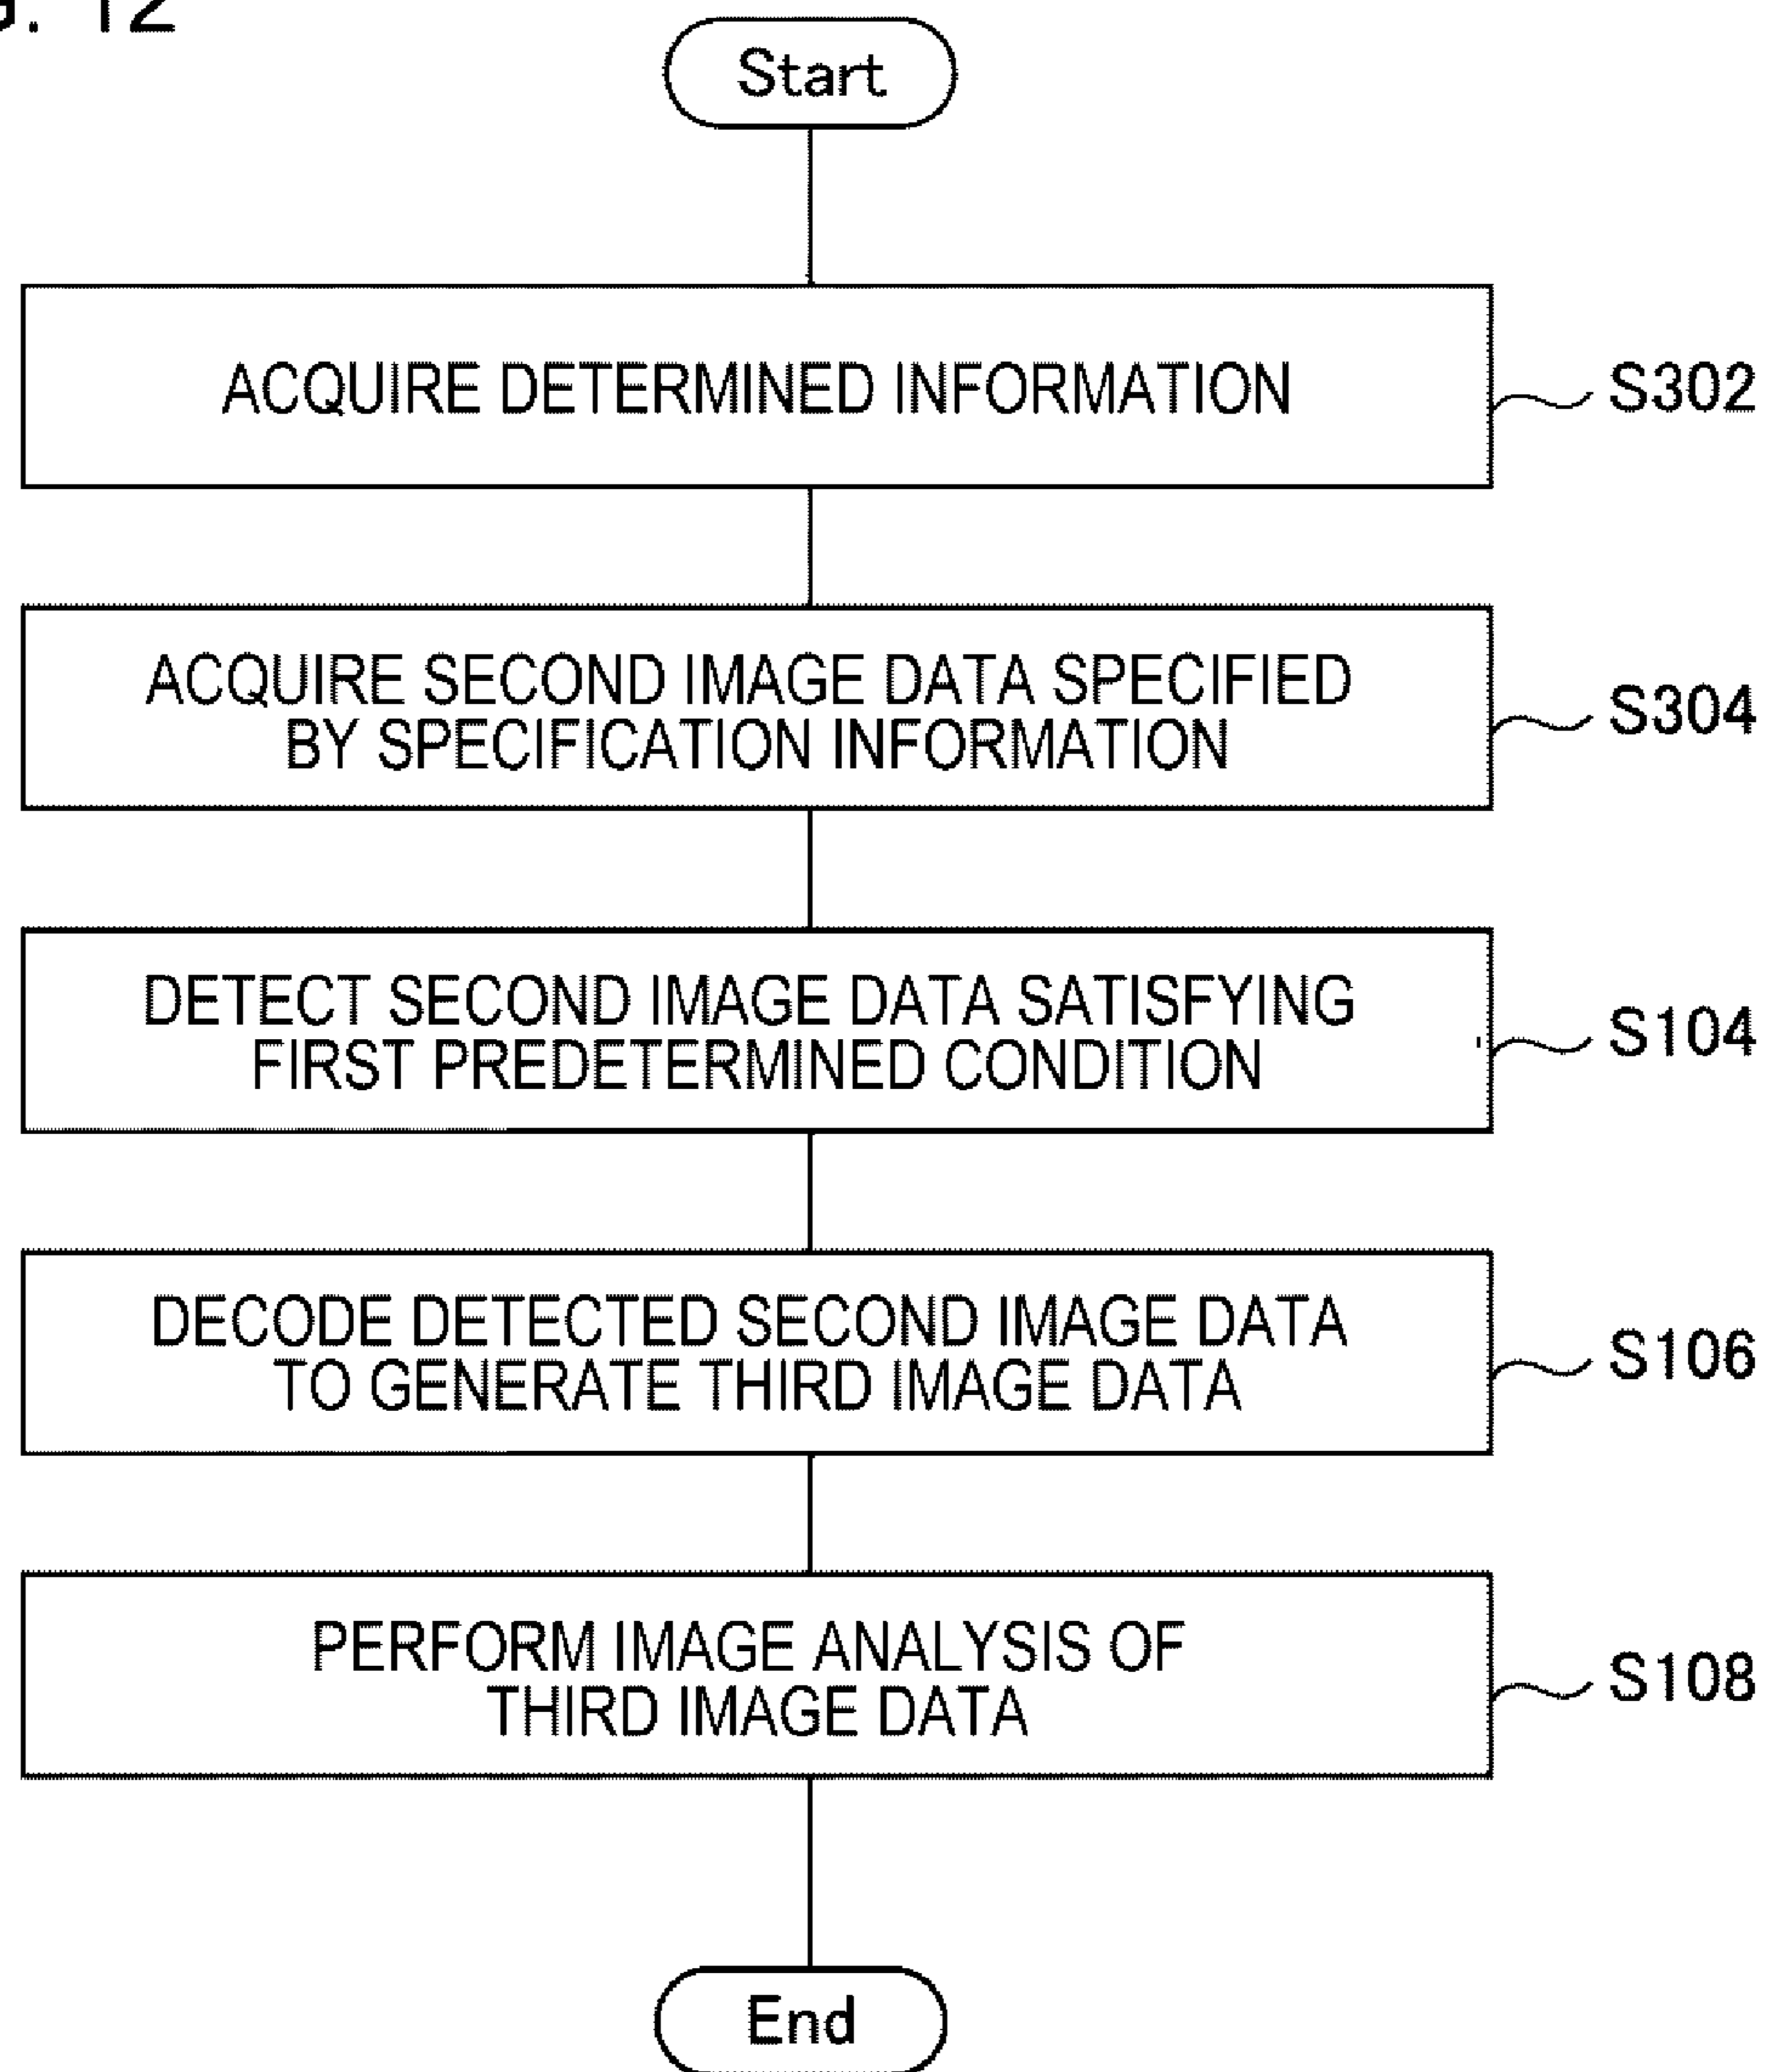 G. 12
Start
ACQUIRE DETERMINED INFORMATION
S302
ACQUIRE SECOND IMAGE DATA SPECIFIED
BY SPECIFICATION INFORMATION
S304
DETECT SECOND IMAGE DATA SATISFYING
FIRST PREDETERMINED CONDITION
S104
DECODE DETECTED SECOND IMAGE DATA
TO GENERATE THIRD IMAGE DATA
S106
PERFORM IMAGE ANALYSIS OF
THIRD IMAGE DATA
S108
End